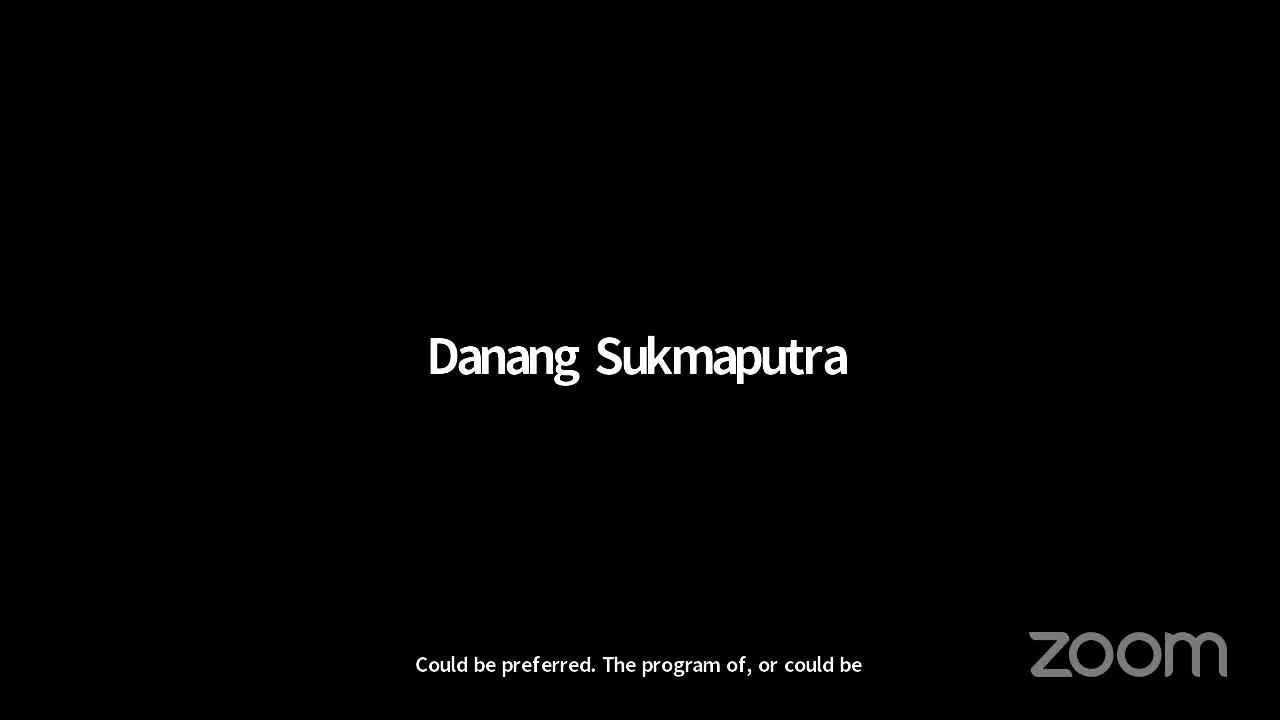 Danang Sukmaputra
Could be preferred. The program of, or could be
zoom